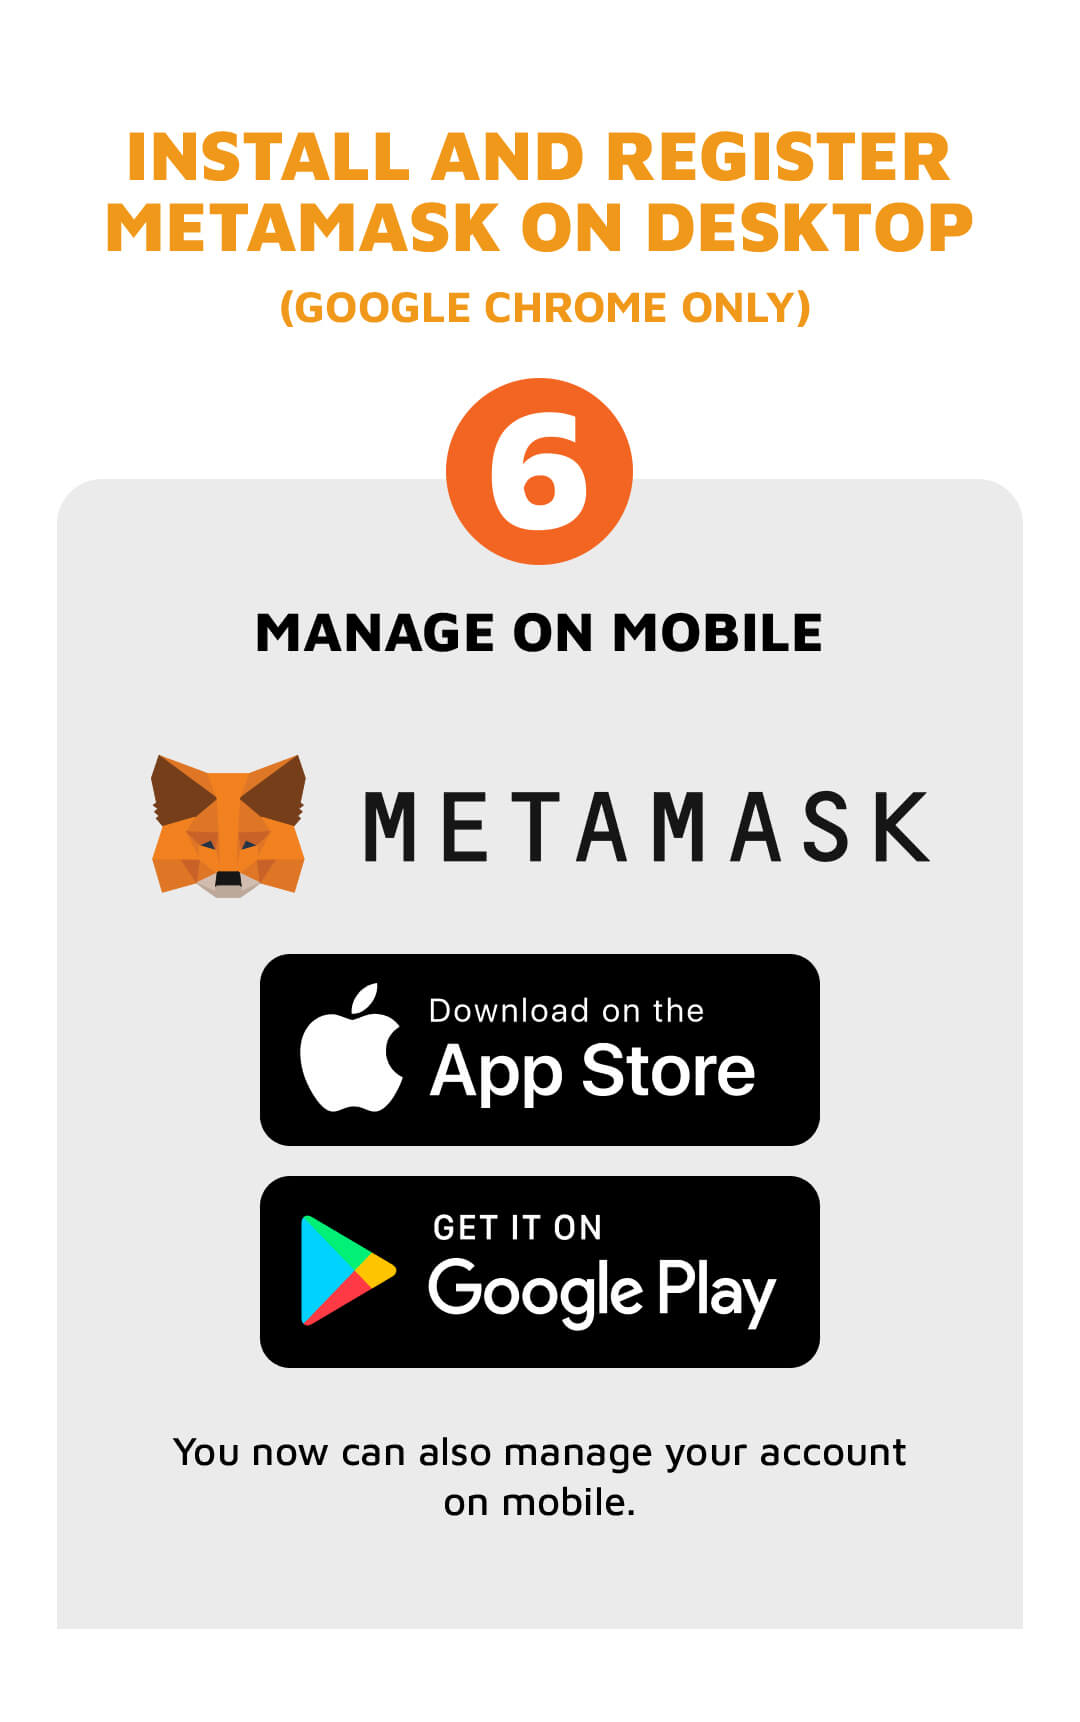 INSTALL AND REGISTER
METAMASK ON DESKTOP
(GOOGLE CHROME ONLY)
6
MANAGE ON MOBILE
METAMASK
Download on the
App Store
GET IT ON
Google Play
You now can also manage your account
on mobile.